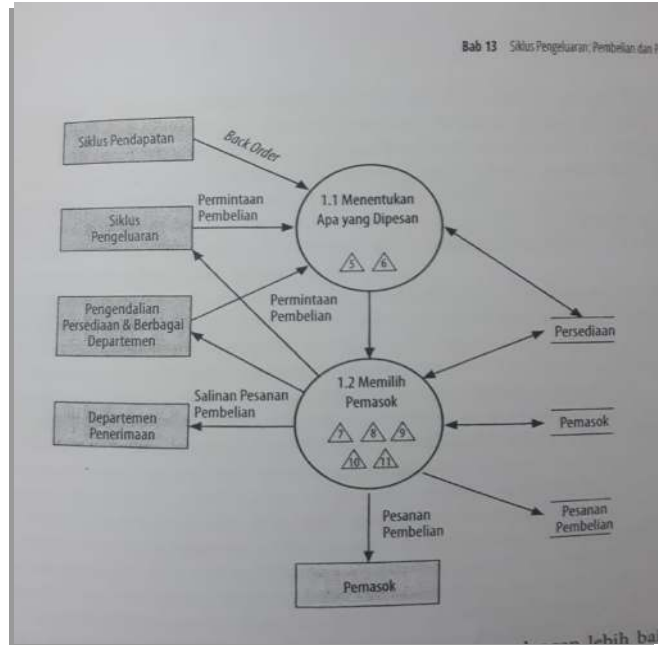 Bab 13 Siklus Pengeluaran: Pembelian dan
Siklus Pendapatan
Back Order
1.1 Menentukan
Apa yang Dipesan
5 6
Permintaan
Pembelian
Siklus
Pengeluaran
Pengendalian
Persediaan & Berbagai
Departemen
Permintaan
Pembelian
Persediaan
1.2 Memilih
Pemasok
7 8 9
10 11
Salinan Pesanan
Pembelian
Departemen
Penerimaan
Pemasok
Pesanan
Pembelian
Pesanan
Pembelian
Pemasok
lebih